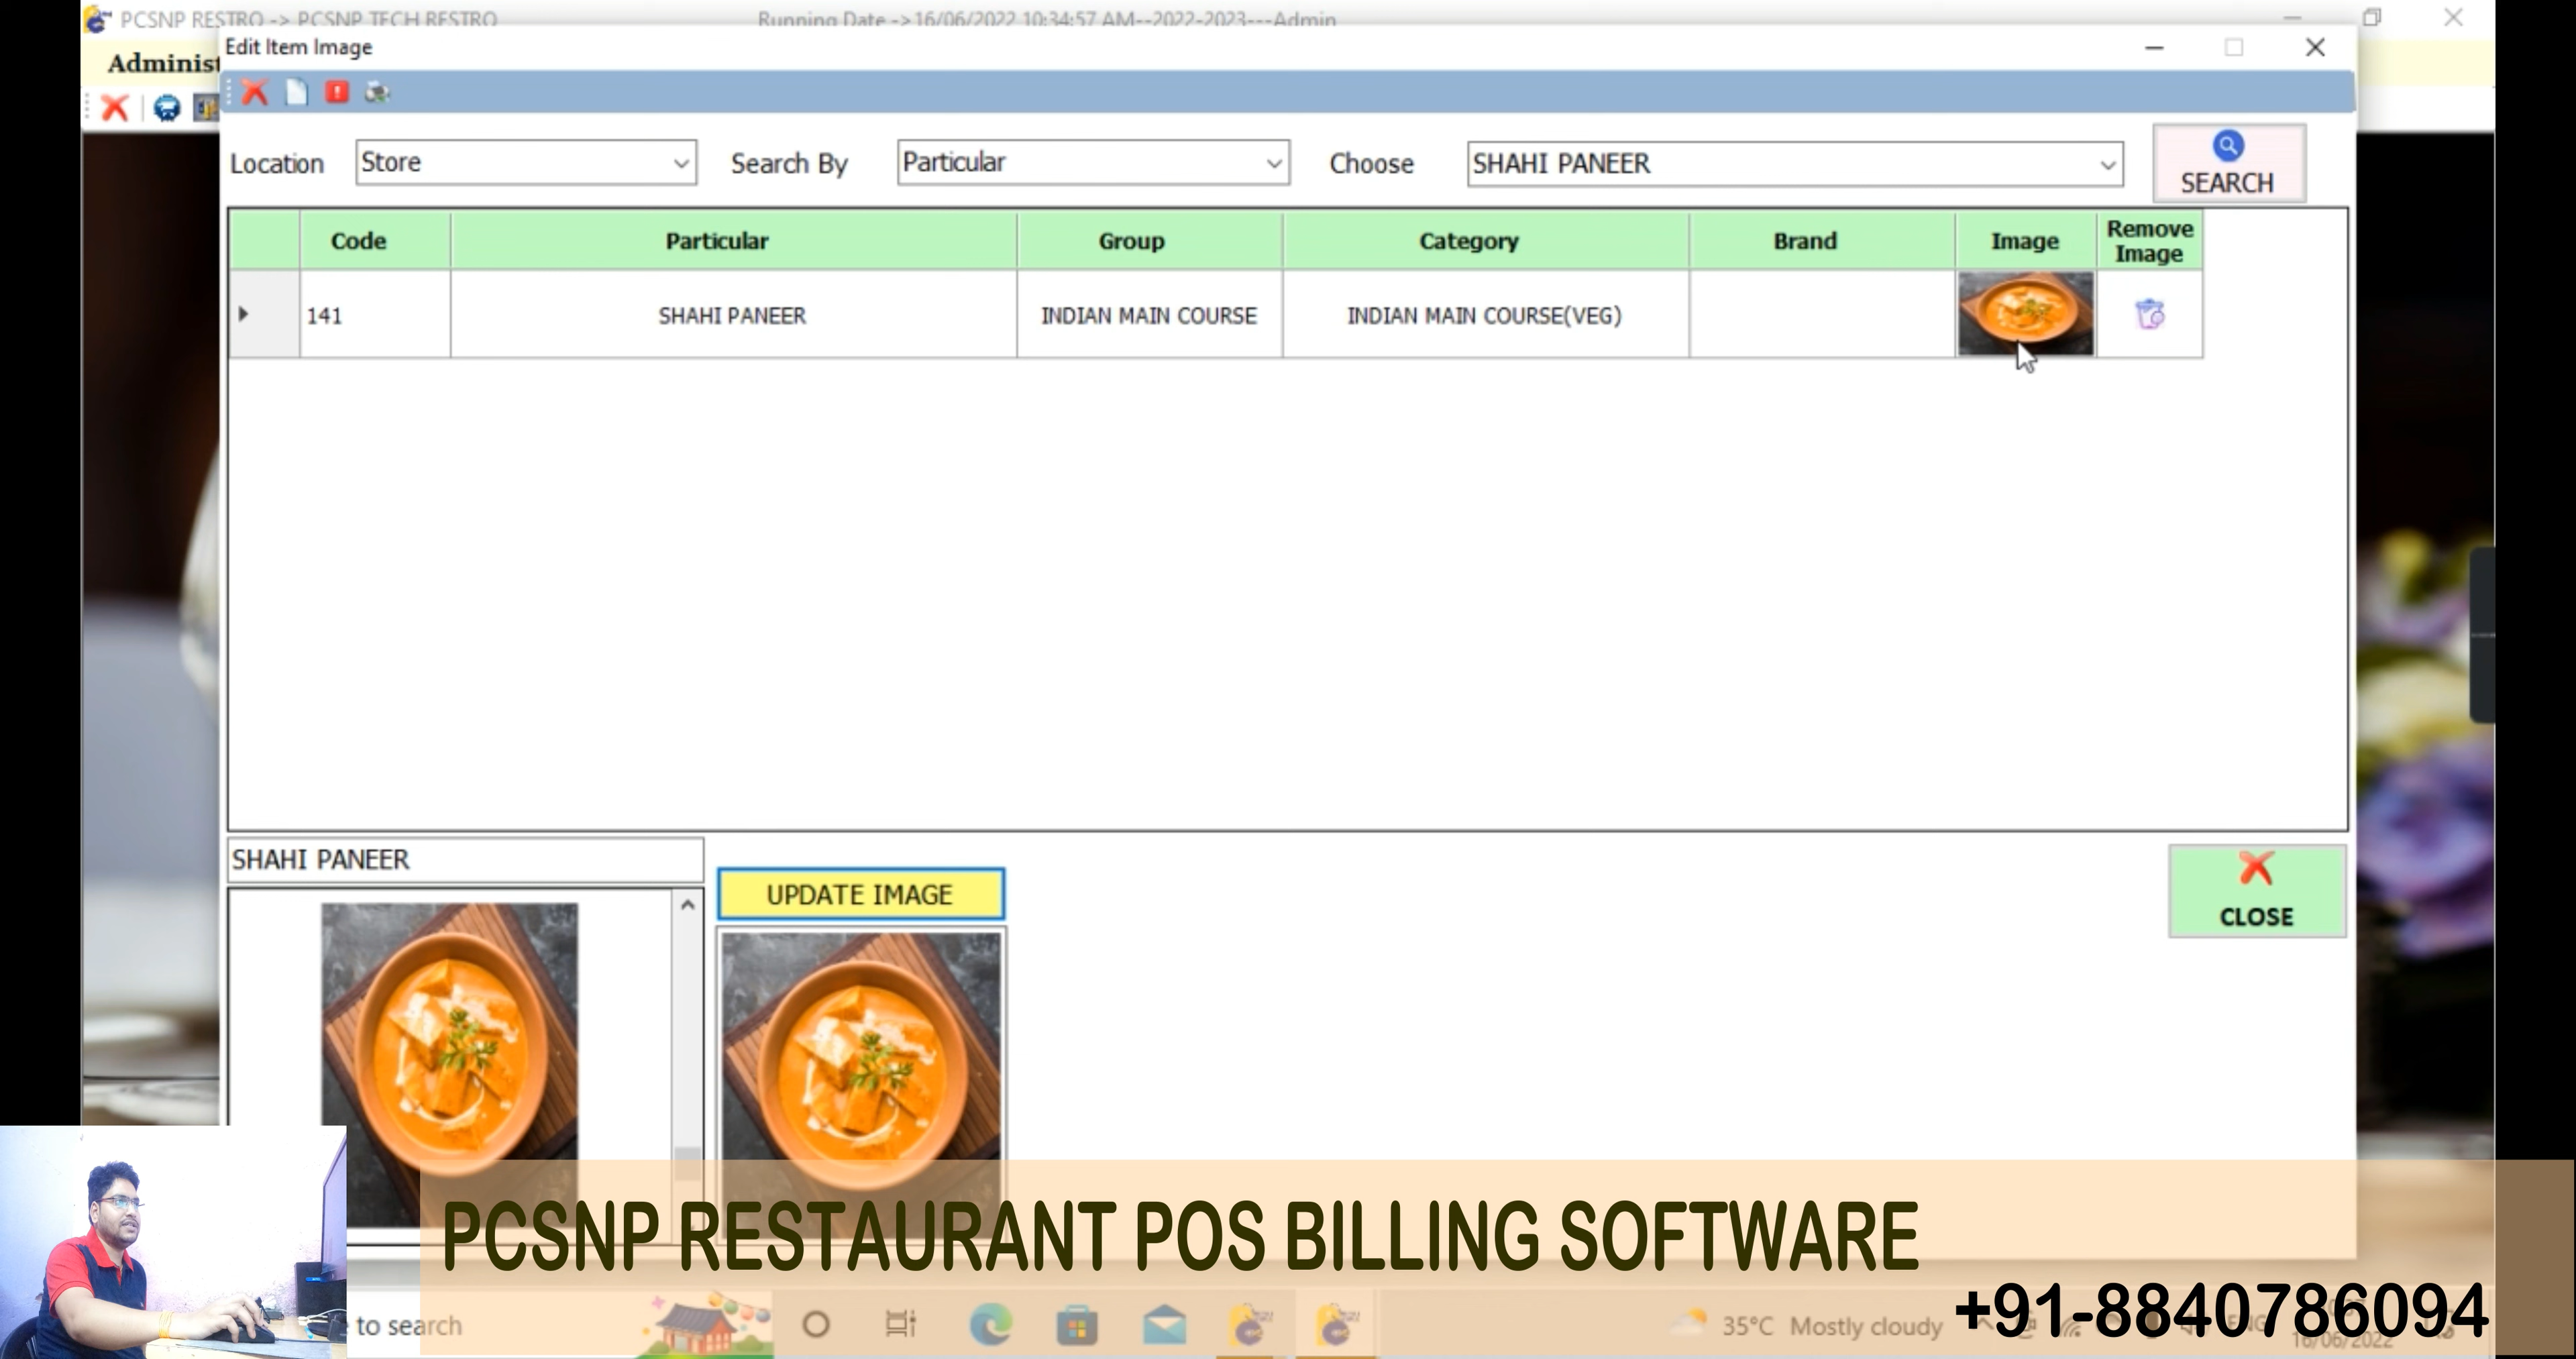 PCSNP RESTRO -> PCSNP TECH RESTRO
Running Date ->16/06/2022 10:34:57 AM--2022-2023---Admin
Edit Item Image
Administ
Location Store Search By Particular Choose SHAHI PANEER SEARCH
Code Particular Group Category Brand Image Remove Image
141 SHAHI PANEER INDIAN MAIN COURSE INDIAN MAIN COURSE(VEG)
SHAHI PANEER
UPDATE IMAGE
CLOSE
PCSNP RESTAURANT POS BILLING SOFTWARE
+91-8840786094
to search
35°C Mostly cloudy
16/06/2022